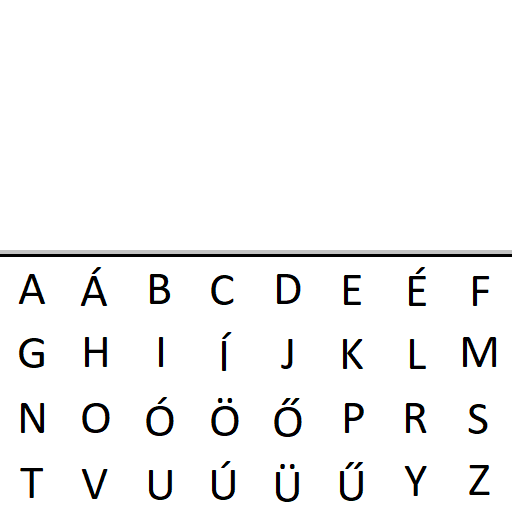 A Á B C D E É F
G H I Í J K L M
N O Ó Ö Ő P R S
T V U Ú Ü Ű Y Z